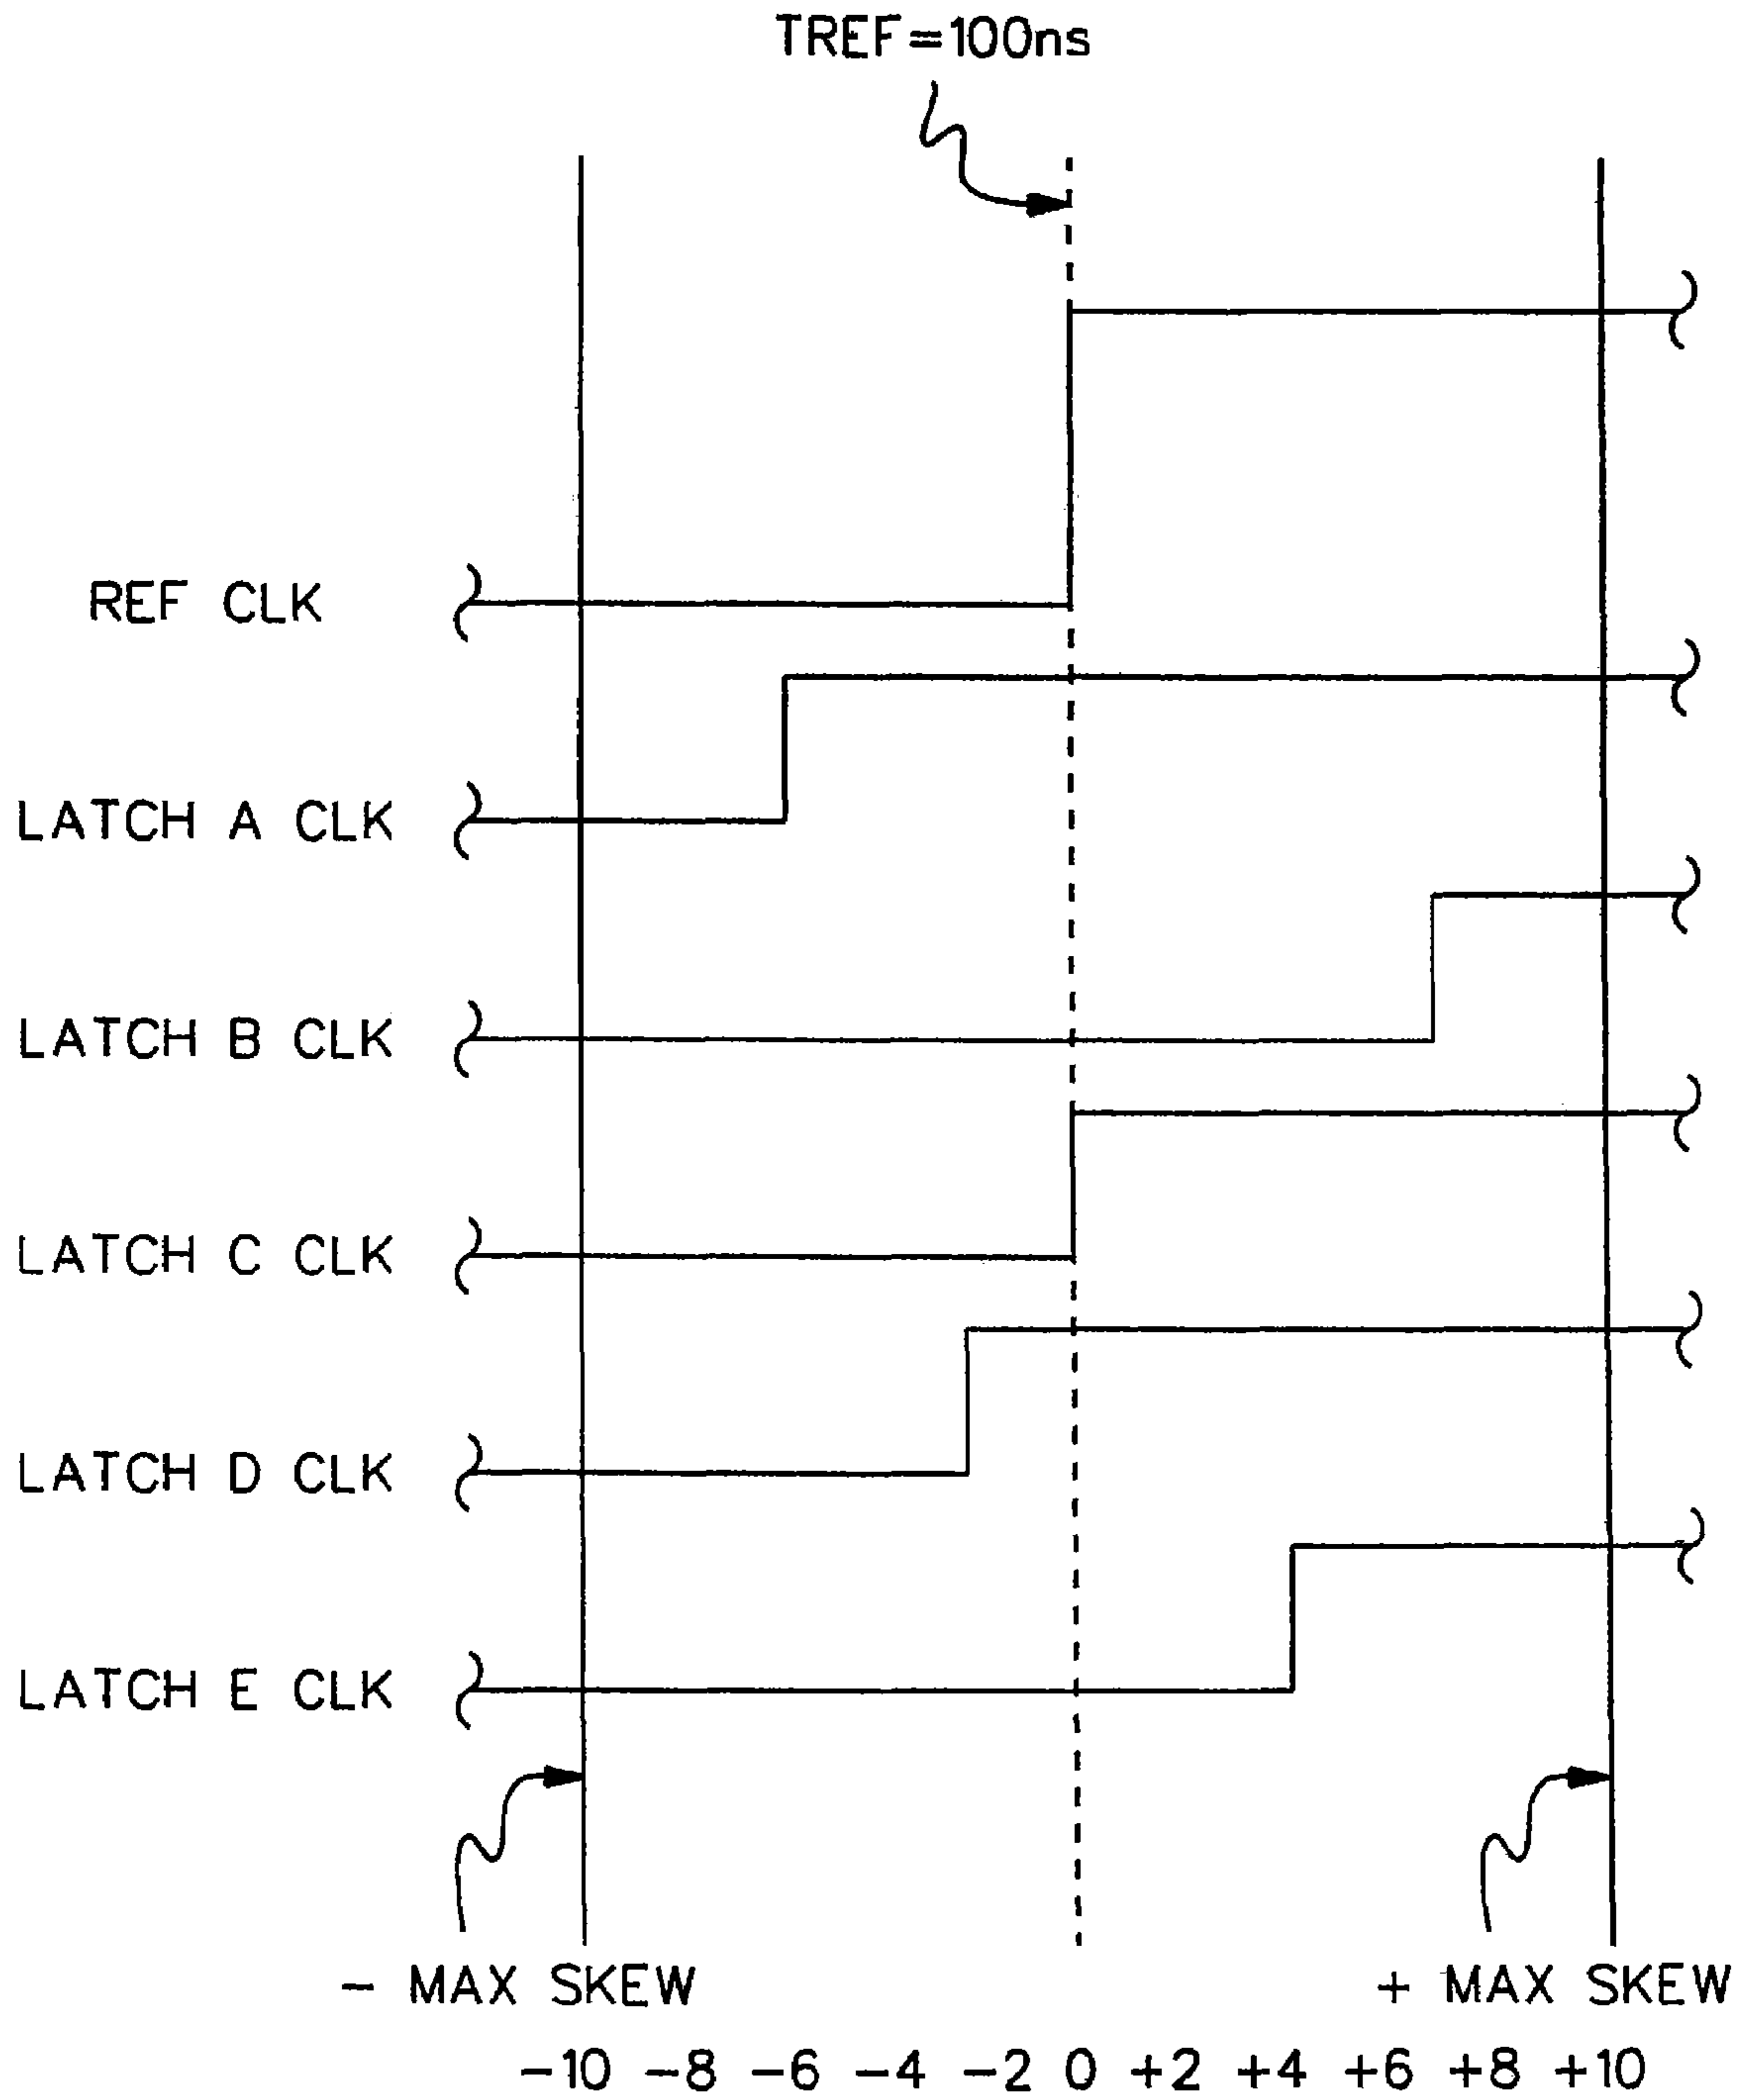 TREF=100ns
REF CLK
LATCH A CLK
LATCH B CLK
LATCH C CLK
LATCH D CLK
LATCH E CLK
- MAX SKEW
+ MAX SKEW
-10 -8 -6 -4 -2 0 +2 +4 +6 +8 +10